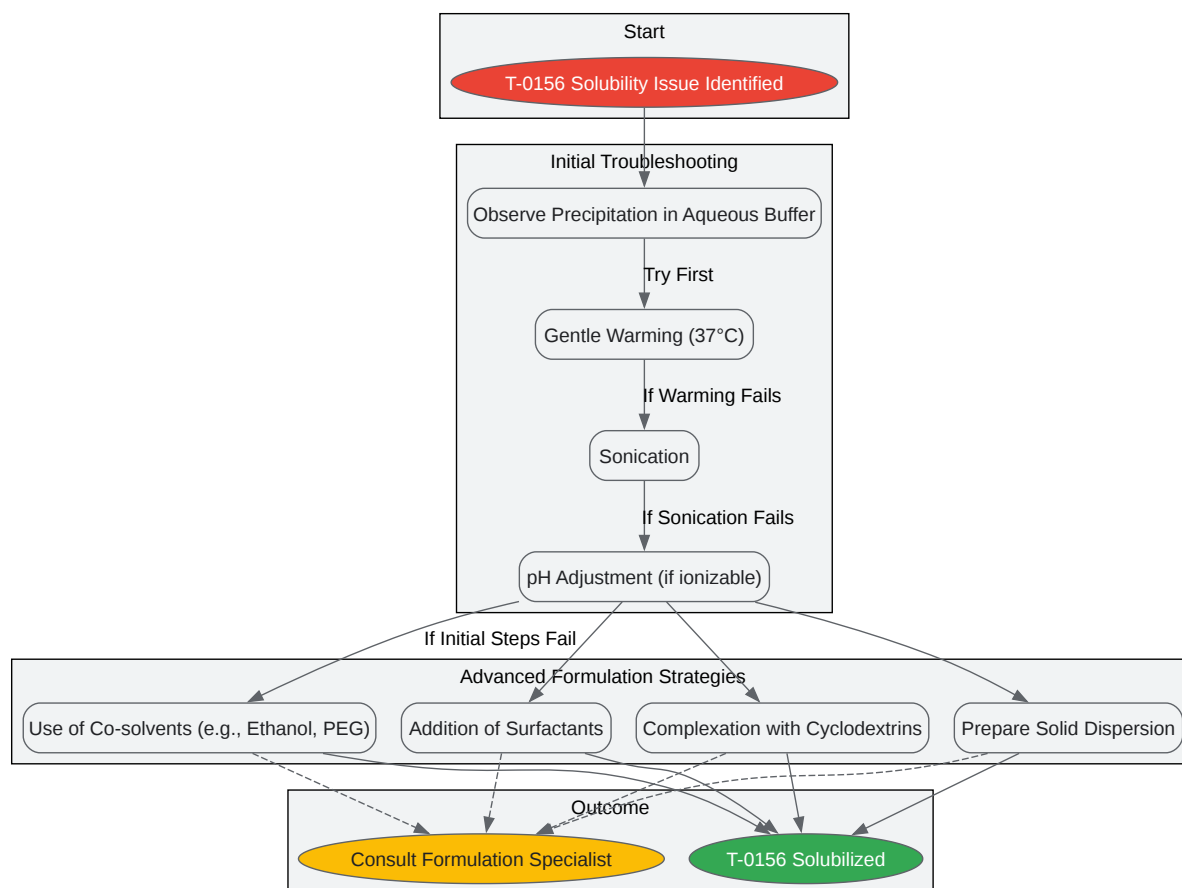 Start
T-0156 Solubility Issue Identified
Initial Troubleshooting
Observe Precipitation in Aqueous Buffer
Try First
Gentle Warming (37°C)
If Warming Fails
Sonication
If Sonication Fails
pH Adjustment (if ionizable)
If Initial Steps Fail
Advanced Formulation Strategies
Use of Co-solvents (e.g., Ethanol, PEG)
Addition of Surfactants
Complexation with Cyclodextrins
Prepare Solid Dispersion
Outcome
Consult Formulation Specialist
T-0156 Solubilized